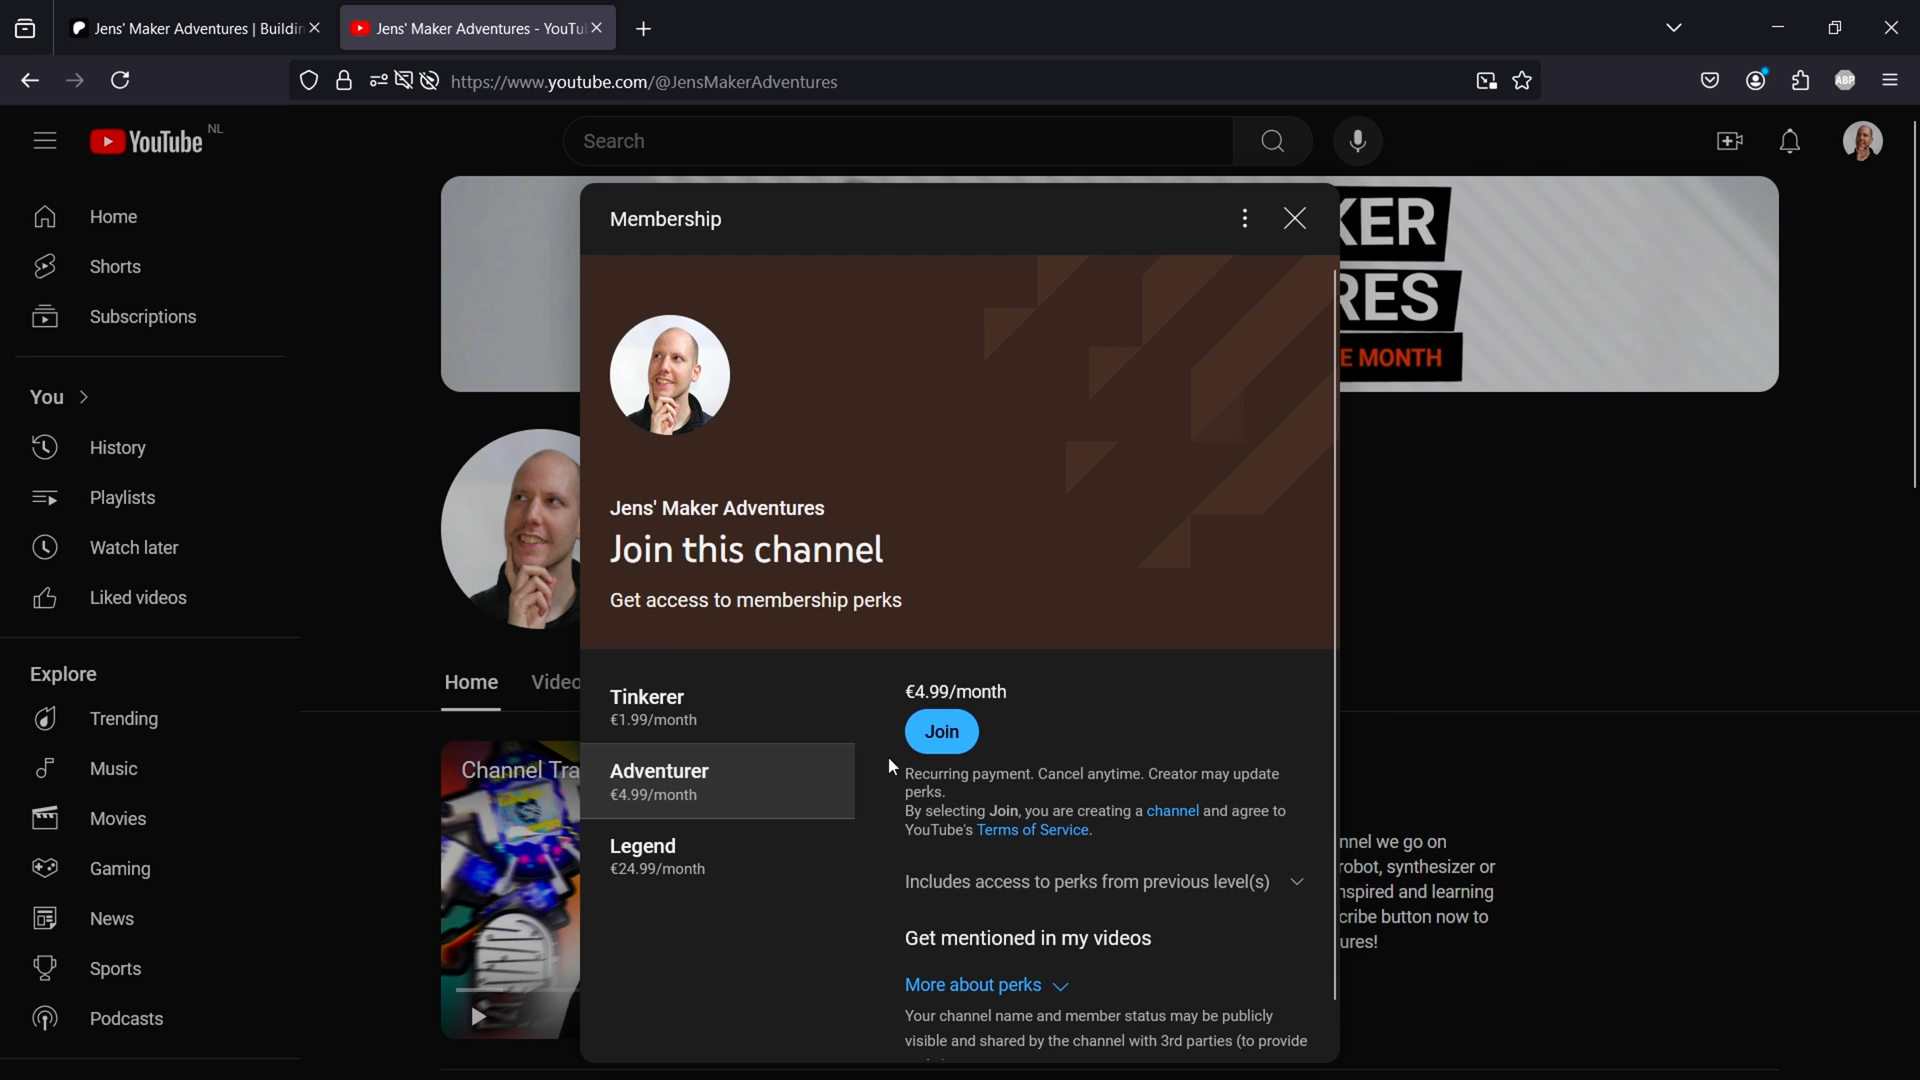 Jens' Maker Adventures | Buildin
Jens' Maker Adventures - YouTu
https://www.youtube.com/@JensMakerAdventures
ABP
YouTube NL
Search
Home
Shorts
Subscriptions
You
History
Playlists
Watch later
Liked videos
Explore
Trending
Music
Movies
Gaming
News
Sports
Podcasts
KER
RES
E MONTH
Home
Video
Channel Tra
Membership
Jens' Maker Adventures
Join this channel
Get access to membership perks
Tinkerer
€1.99/month
Adventurer
€4.99/month
Legend
€24.99/month
€4.99/month
Join
Recurring payment. Cancel anytime. Creator may update
perks.
By selecting Join, you are creating a channel and agree to
YouTube's Terms of Service.
Includes access to perks from previous level(s)
Get mentioned in my videos
More about perks
Your channel name and member status may be publicly
visible and shared by the channel with 3rd parties (to provide
nnel we go on
robot, synthesizer or
nspired and learning
cribe button now to
ures!